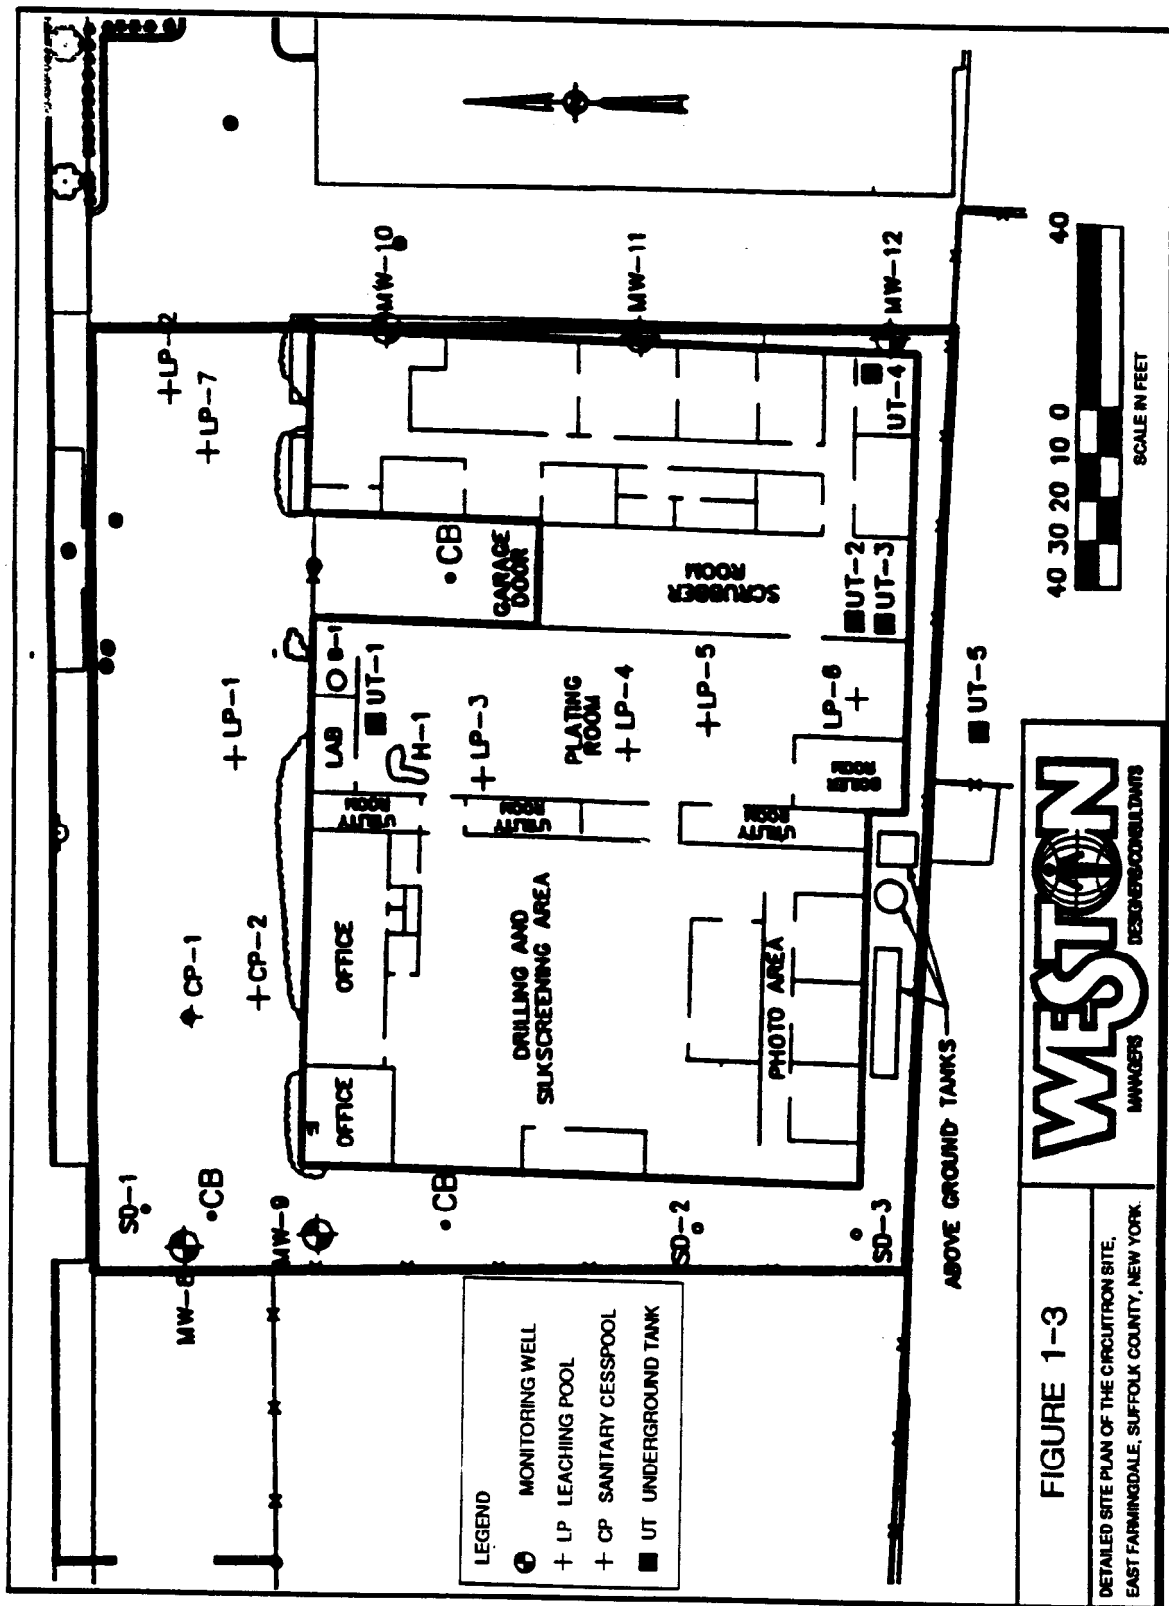 SD-1
LP-2
MW-8
CP-1
LP-7
CB
LP-1
CP-2
MW-9
OFFICE
OFFICE
LAB
B-1
UT-1
UTILITY
ROOM
H-1
MW-10
CB
CB
LP-3
GARAGE
DOOR
DRILLING AND
SILKSCREENING AREA
UTILITY
ROOM
PLATING
ROOM
LP-4
MW-11
SD-2
LP-5
SCRUBBER
ROOM
UTILITY
ROOM
PHOTO AREA
LP-6
BOILER
ROOM
UT-2
UT-3
UT-4
MW-12
SD-3
ABOVE GROUND TANKS
UT-5
LEGEND
MONITORING WELL
LP LEACHING POOL
CP SANITARY CESSPOOL
UT UNDERGROUND TANK
40 30 20 10 0 40
SCALE IN FEET
FIGURE 1-3
DETAILED SITE PLAN OF THE CIRCUITRON SITE,
EAST FARMINGDALE, SUFFOLK COUNTY, NEW YORK.
WESTON
MANAGERS DESIGNERS/CONSULTANTS